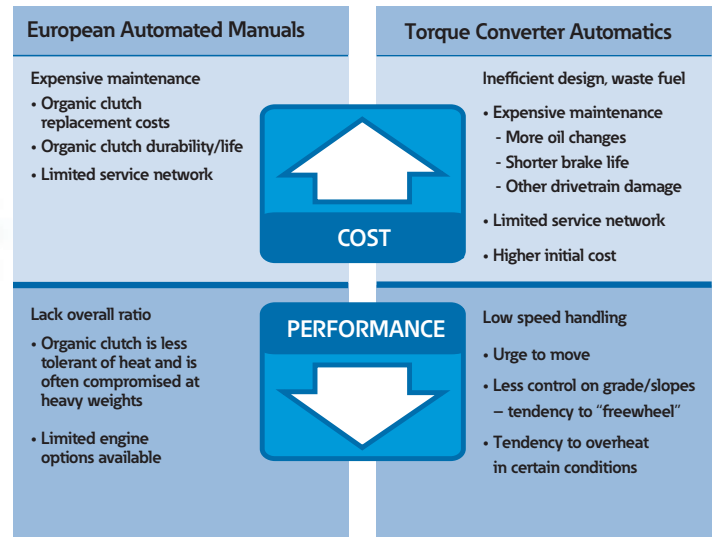 European Automated Manuals
Expensive maintenance
• Organic clutch
replacement costs
• Organic clutch durability/life
• Limited service network
Torque Converter Automatics
Inefficient design, waste fuel
• Expensive maintenance
- More oil changes
- Shorter brake life
- Other drivetrain damage
• Limited service network
• Higher initial cost
COST
PERFORMANCE
Lack overall ratio
• Organic clutch is less
tolerant of heat and is
often compromised at
heavy weights
• Limited engine
options available
Low speed handling
• Urge to move
• Less control on grade/slopes
– tendency to “freewheel”
• Tendency to overheat
in certain conditions